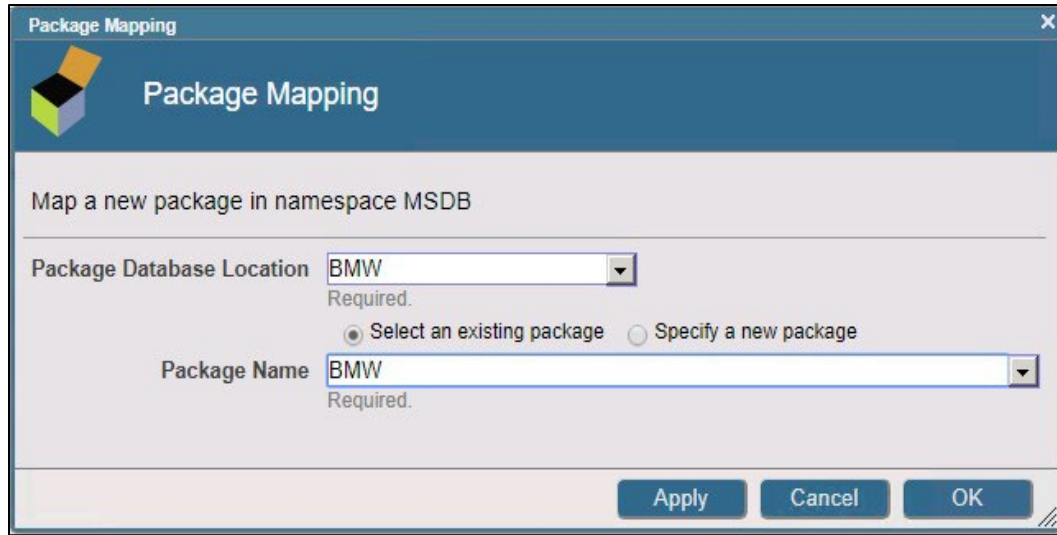 Package Mapping
Package Mapping
Map a new package in namespace MSDB
Package Database Location BMW
Required.
Select an existing package Specify a new package
Package Name BMW
Required.
Apply Cancel OK